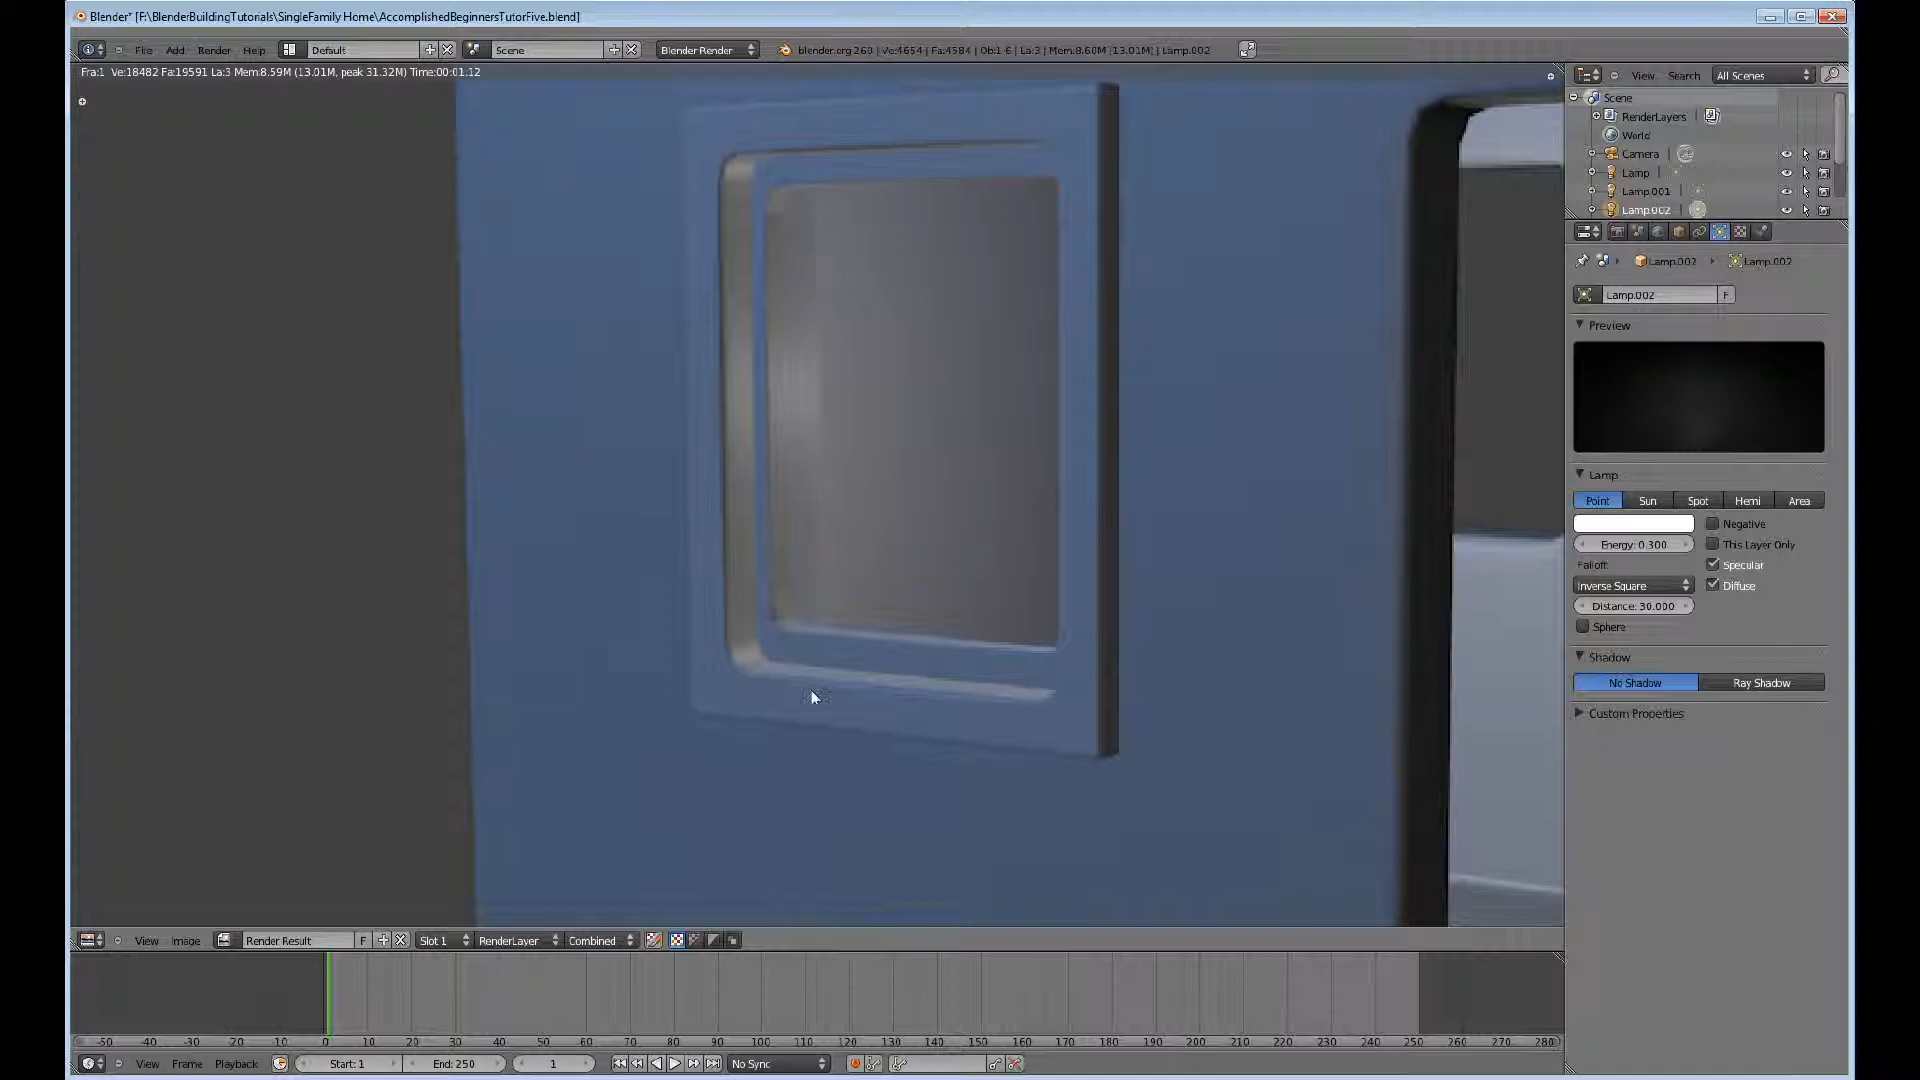 Blender* [F:\BlenderBuildingTutorials\SingleFamily Home\AccomplishedBeginnersTutorFive.blend]
File Add Render Help Default Scene Blender Render blender.org 260 | Ve:4654 | Fa:4584 | Ob:1-6 | La:3 | Mem:8.60M (13.01M) | Lamp.002
Fra:1 Ve:18482 Fa:19591 La:3 Mem:8.59M (13.01M, peak 31.32M) Time:00:01.12
View Search All Scenes
Scene
RenderLayers
World
Camera
Lamp
Lamp.001
Lamp.002
Lamp.002 Lamp.002
Lamp.002 F
Preview
Lamp
Point Sun Spot Hemi Area
Negative
Energy: 0.300 This Layer Only
Falloff: Specular
Inverse Square Diffuse
Distance: 30.000
Sphere
Shadow
No Shadow Ray Shadow
Custom Properties
View Image Render Result F Slot 1 RenderLayer Combined
-50 -40 -30 -20 -10 0 10 20 30 40 50 60 70 80 90 100 110 120 130 140 150 160 170 180 190 200 210 220 230 240 250 260 270 280
View Frame Playback Start: 1 End: 250 1 No Sync